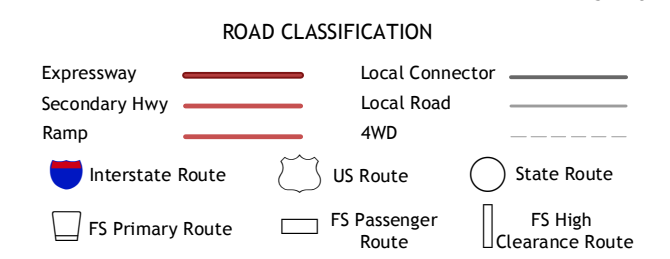 ROAD CLASSIFICATION
Expressway
Local Connector
Secondary Hwy
Local Road
Ramp
4WD
Interstate Route
US Route
State Route
FS Primary Route
FS Passenger
Route
FS High
Clearance Route